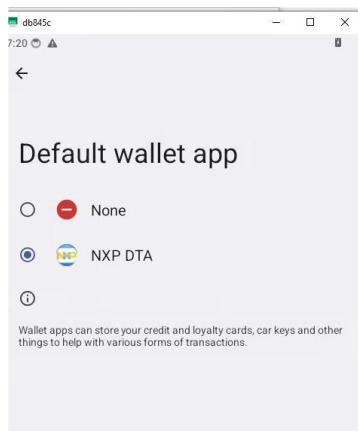 db845c
7:20
Default wallet app
None
NXP NXP DTA
Wallet apps can store your credit and loyalty cards, car keys and other
things to help with various forms of transactions.